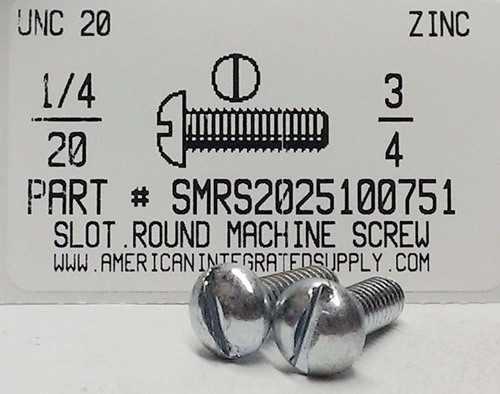 UNC 20 ZINC
1/4 3
20 4
PART # SMRS2025100751
SLOT.ROUND MACHINE SCREW
WWW.AMERICANINTEGRATEDSUPPLY.COM